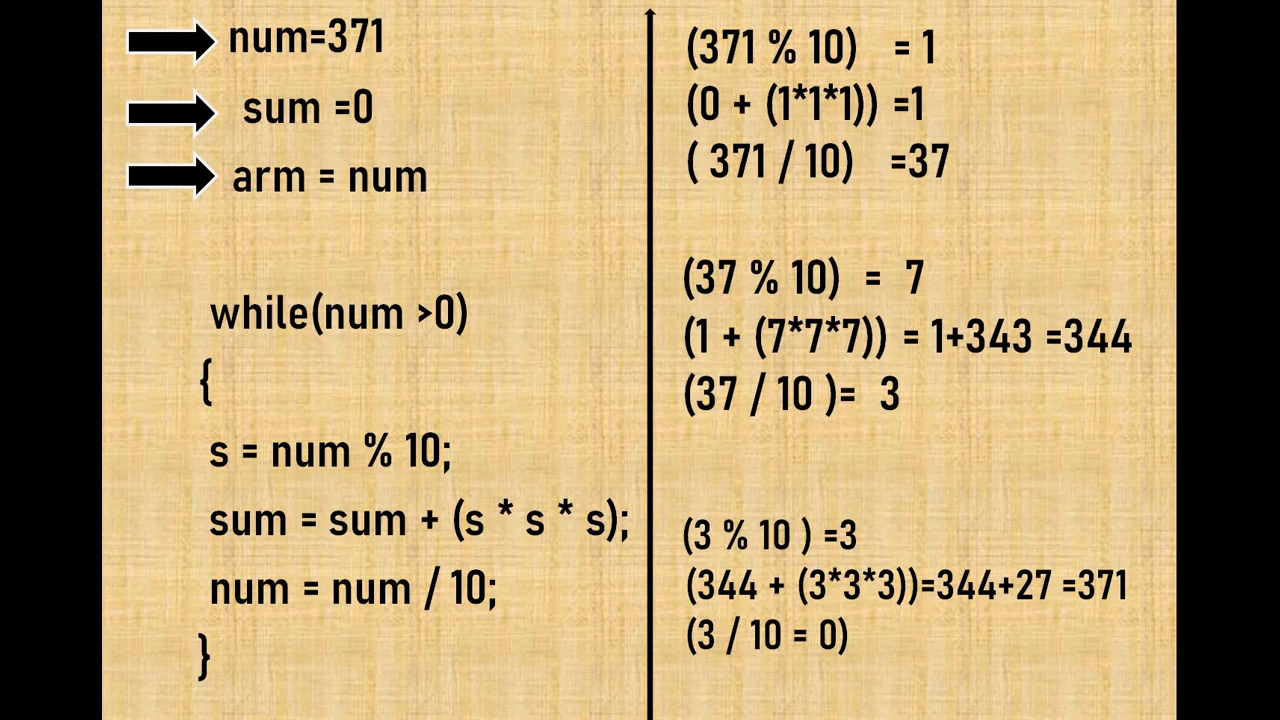 num=371
sum =0
arm = num
while(num >0)
{
s = num % 10;
sum = sum + (s * s * s);
num = num / 10;
}
(371 % 10) = 1
(0 + (1*1*1)) =1
( 371 / 10) =37
(37 % 10) = 7
(1 + (7*7*7)) = 1+343 =344
(37 / 10 )= 3
(3 % 10 ) =3
(344 + (3*3*3))=344+27 =371
(3 / 10 = 0)